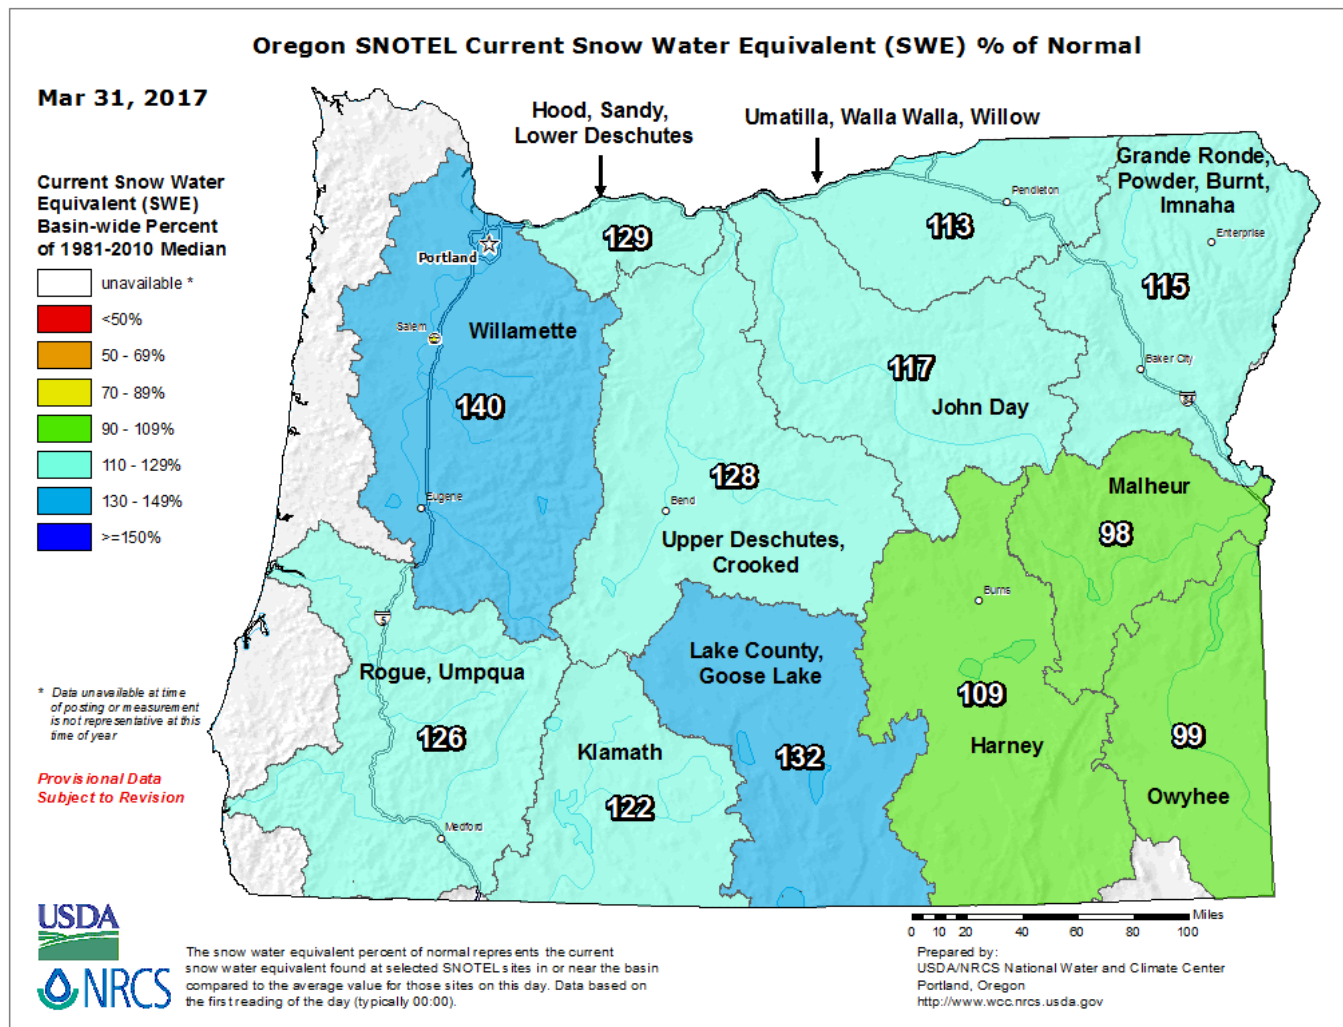 Oregon SNOTEL Current Snow Water Equivalent (SWE) % of Normal
Mar 31, 2017
Current Snow Water
Equivalent (SWE)
Basin-wide Percent
of 1981-2010 Median
unavailable *
<50%
50 - 69%
70 - 89%
90 - 109%
110 - 129%
130 - 149%
>=150%
* Data unavailable at time
of posting or measurement
is not representative at this
time of year
Provisional Data
Subject to Revision
Hood, Sandy,
Lower Deschutes
Umatilla, Walla Walla, Willow
Grande Ronde,
Powder, Burnt,
Imnaha
Pendleton
Enterprise
129
113
115
Portland
Salem
Willamette
140
Eugene
117
John Day
Baker City
84
128
Bend
Upper Deschutes,
Crooked
Malheur
98
Burns
5
Rogue, Umpqua
126
Medford
Klamath
122
Lake County,
Goose Lake
132
109
Harney
99
Owyhee
USDA
NRCS
The snow water equivalent percent of normal represents the current
snow water equivalent found at selected SNOTEL sites in or near the basin
compared to the average value for those sites on this day. Data based on
the first reading of the day (typically 00:00).
Miles
0 10 20 40 60 80 100
Prepared by:
USDA/NRCS National Water and Climate Center
Portland, Oregon
http://www.wcc.nrcs.usda.gov